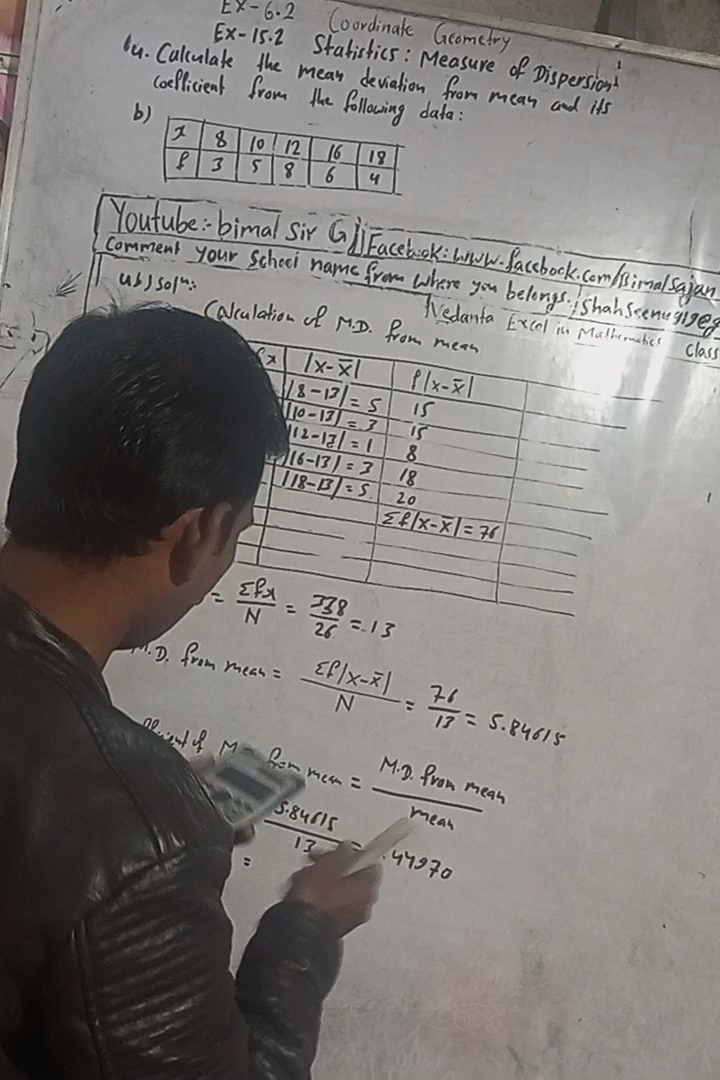 Ex-6.2 Coordinate Geometry
Ex-15.2 Statistics: Measure of Dispersion
4. Calculate the mean deviation from mean and its
coefficient from the following data:
b)
x 8 10 12 16 18
f 3 5 8 6 4
Youtube:- bimal Sir G || Facebook: www.facebook.com/
Comment your School name from where you belongs.
Vedanta Excel in Mathematics Class
4b) Solⁿ:
Calculation of M.D. from mean
fx |x-x̄| f|x-x̄|
|8-13| = 5 15
|10-13| = 3 15
|12-13| = 1 8
|16-13| = 3 18
|18-13| = 5 20
Σf|x-x̄| = 76
= Σfx/N = 338/26 = 13
M.D. from mean = Σf|x-x̄|/N = 76/13 = 5.84615
from mean = M.D. from mean/mean
= 5.84615/13 = .44970